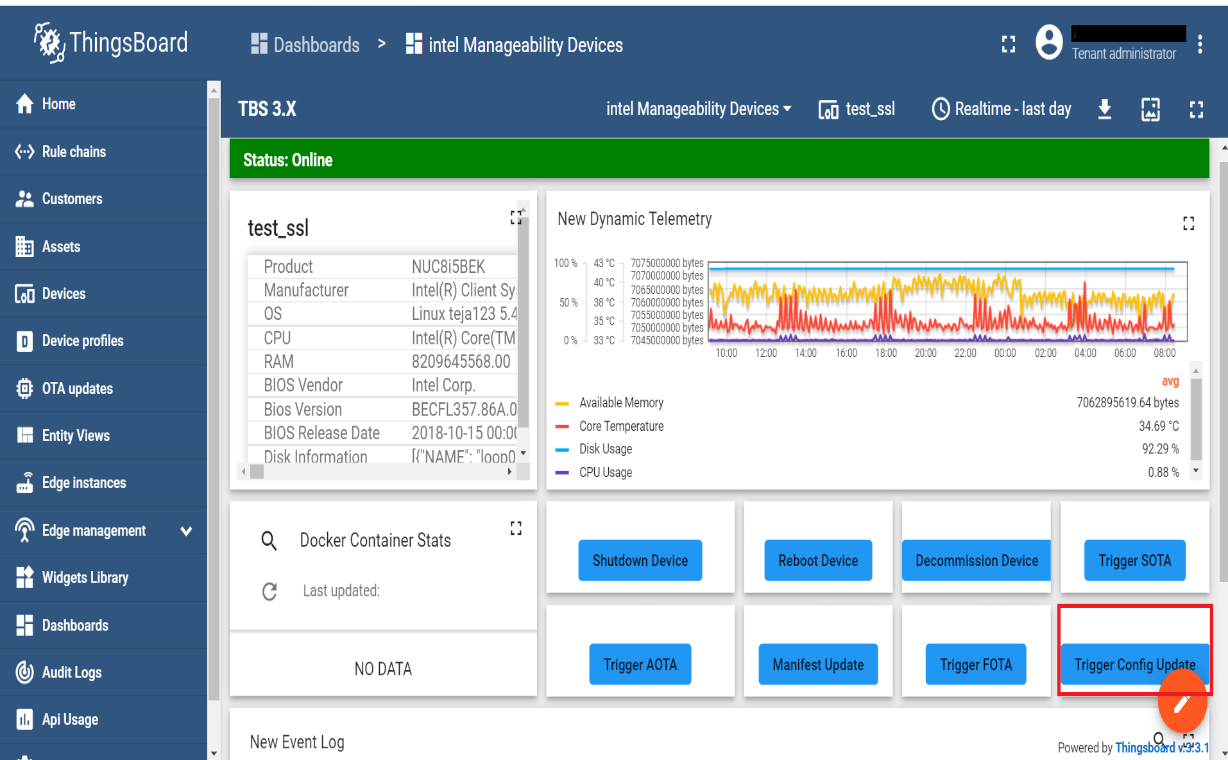 ThingsBoard
Dashboards > intel Manageability Devices
Tenant administrator
Home
Rule chains
Customers
Assets
Devices
Device profiles
OTA updates
Entity Views
Edge instances
Edge management
Widgets Library
Dashboards
Audit Logs
Api Usage
TBS 3.X
intel Manageability Devices
test_ssl
Realtime - last day
Status: Online
test_ssl
Product NUC8i5BEK
Manufacturer Intel(R) Client Sy
OS Linux teja123 5.4
CPU Intel(R) Core(TM
RAM 8209645568.00
BIOS Vendor Intel Corp.
Bios Version BECFL357.86A.0
BIOS Release Date 2018-10-15 00:00
Disk Information [{"NAME": "loop0
New Dynamic Telemetry
100 % 43 °C 7075000000 bytes
7070000000 bytes
40 °C 7065000000 bytes
50 % 38 °C 7060000000 bytes
7055000000 bytes
35 °C 7050000000 bytes
0 % 33 °C 7045000000 bytes
10:00 12:00 14:00 16:00 18:00 20:00 22:00 00:00 02:00 04:00 06:00 08:00
avg
Available Memory 7062895619.64 bytes
Core Temperature 34.69 °C
Disk Usage 92.29 %
CPU Usage 0.88 %
Docker Container Stats
Last updated:
NO DATA
Shutdown Device
Reboot Device
Decommission Device
Trigger SOTA
Trigger AOTA
Manifest Update
Trigger FOTA
Trigger Config Update
New Event Log
Powered by Thingsboard v.3.3.1